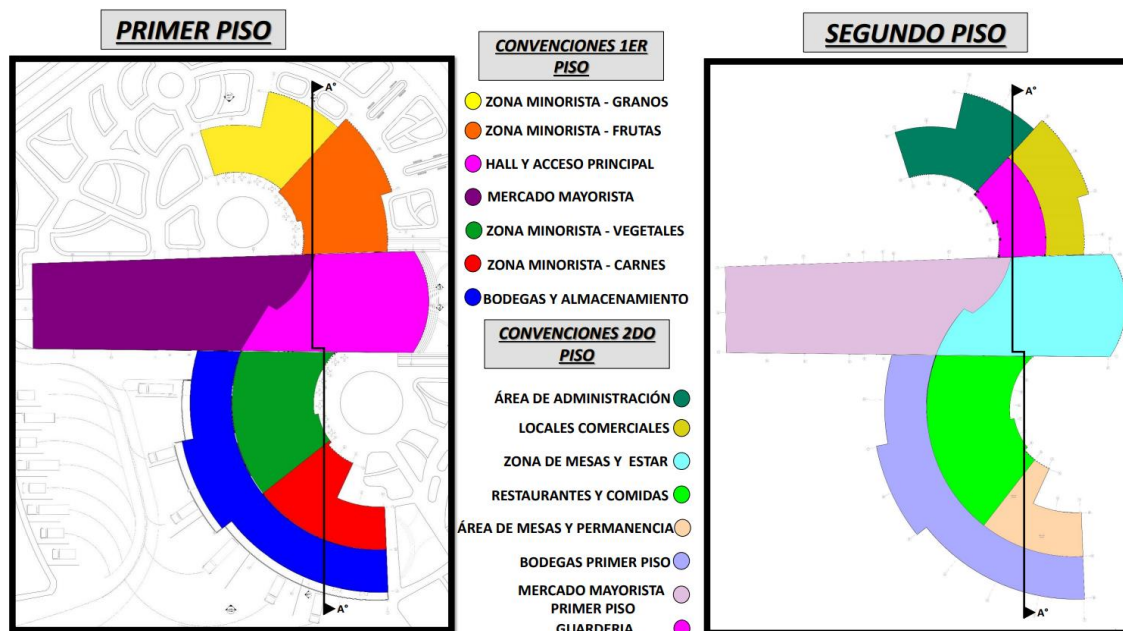 PRIMER PISO
A°
A°
CONVENCIONES 1ER
PISO
ZONA MINORISTA - GRANOS
ZONA MINORISTA - FRUTAS
HALL Y ACCESO PRINCIPAL
MERCADO MAYORISTA
ZONA MINORISTA - VEGETALES
ZONA MINORISTA - CARNES
BODEGAS Y ALMACENAMIENTO
CONVENCIONES 2DO
PISO
ÁREA DE ADMINISTRACIÓN
LOCALES COMERCIALES
ZONA DE MESAS Y ESTAR
RESTAURANTES Y COMIDAS
ÁREA DE MESAS Y PERMANENCIA
BODEGAS PRIMER PISO
MERCADO MAYORISTA
PRIMER PISO
GUARDERIA
SEGUNDO PISO
A°
A°